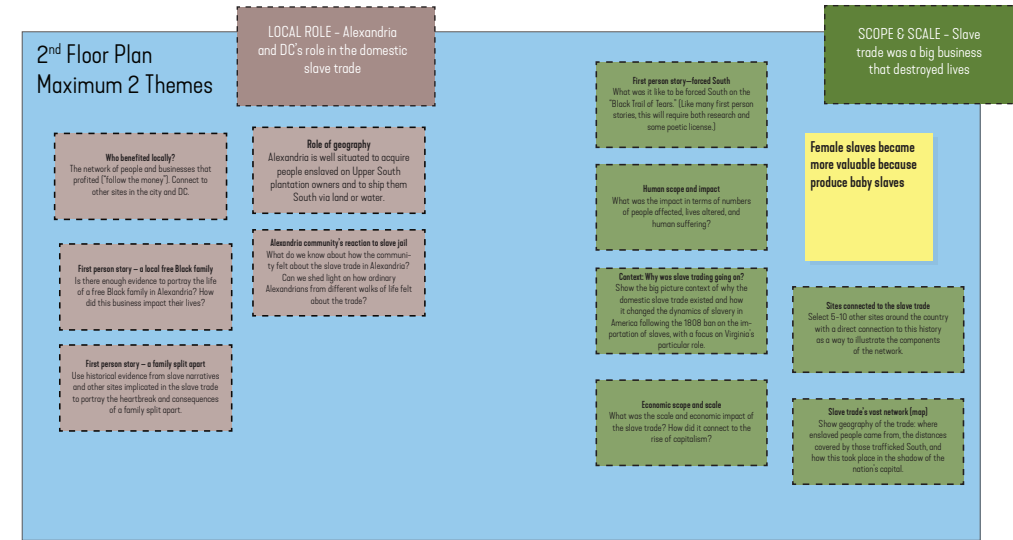 2nd Floor Plan
Maximum 2 Themes
LOCAL ROLE – Alexandria
and DC's role in the domestic
slave trade
SCOPE & SCALE – Slave
trade was a big business
that destroyed lives
Who benefited locally?
The network of people and businesses that
profited ("follow the money"). Connect to
other sites in the city and DC.
Role of geography
Alexandria is well situated to acquire
people enslaved on Upper South
plantation owners and to ship them
South via land or water.
First person story – a local free Black family
Is there enough evidence to portray the life
of a free Black family in Alexandria? How
did this business impact their lives?
Alexandria community's reaction to slave jail
What do we know about how the communi-
ty felt about the slave trade in Alexandria?
Can we shed light on how ordinary
Alexandrians from different walks of life felt
about the trade?
First person story – a family split apart
Use historical evidence from slave narratives
and other sites implicated in the slave trade
to portray the heartbreak and consequences
of a family split apart.
First person story—forced South
What was it like to be forced South on the
"Black Trail of Tears." (Like many first person
stories, this will require both research and
some poetic license.)
Human scope and impact
What was the impact in terms of numbers
of people affected, lives altered, and
human suffering?
Context: Why was slave trading going on?
Show the big picture context of why the
domestic slave trade existed and how
it changed the dynamics of slavery in
America following the 1808 ban on the im-
portation of slaves, with a focus on Virginia's
particular role.
Economic scope and scale
What was the scale and economic impact of
the slave trade? How did it connect to the
rise of capitalism?
Female slaves became
more valuable because
produce baby slaves
Sites connected to the slave trade
Select 5-10 other sites around the country
with a direct connection to this history
as a way to illustrate the components
of the network.
Slave trade's vast network (map)
Show geography of the trade: where
enslaved people came from, the distances
covered by those trafficked South, and
how this took place in the shadow of the
nation's capital.